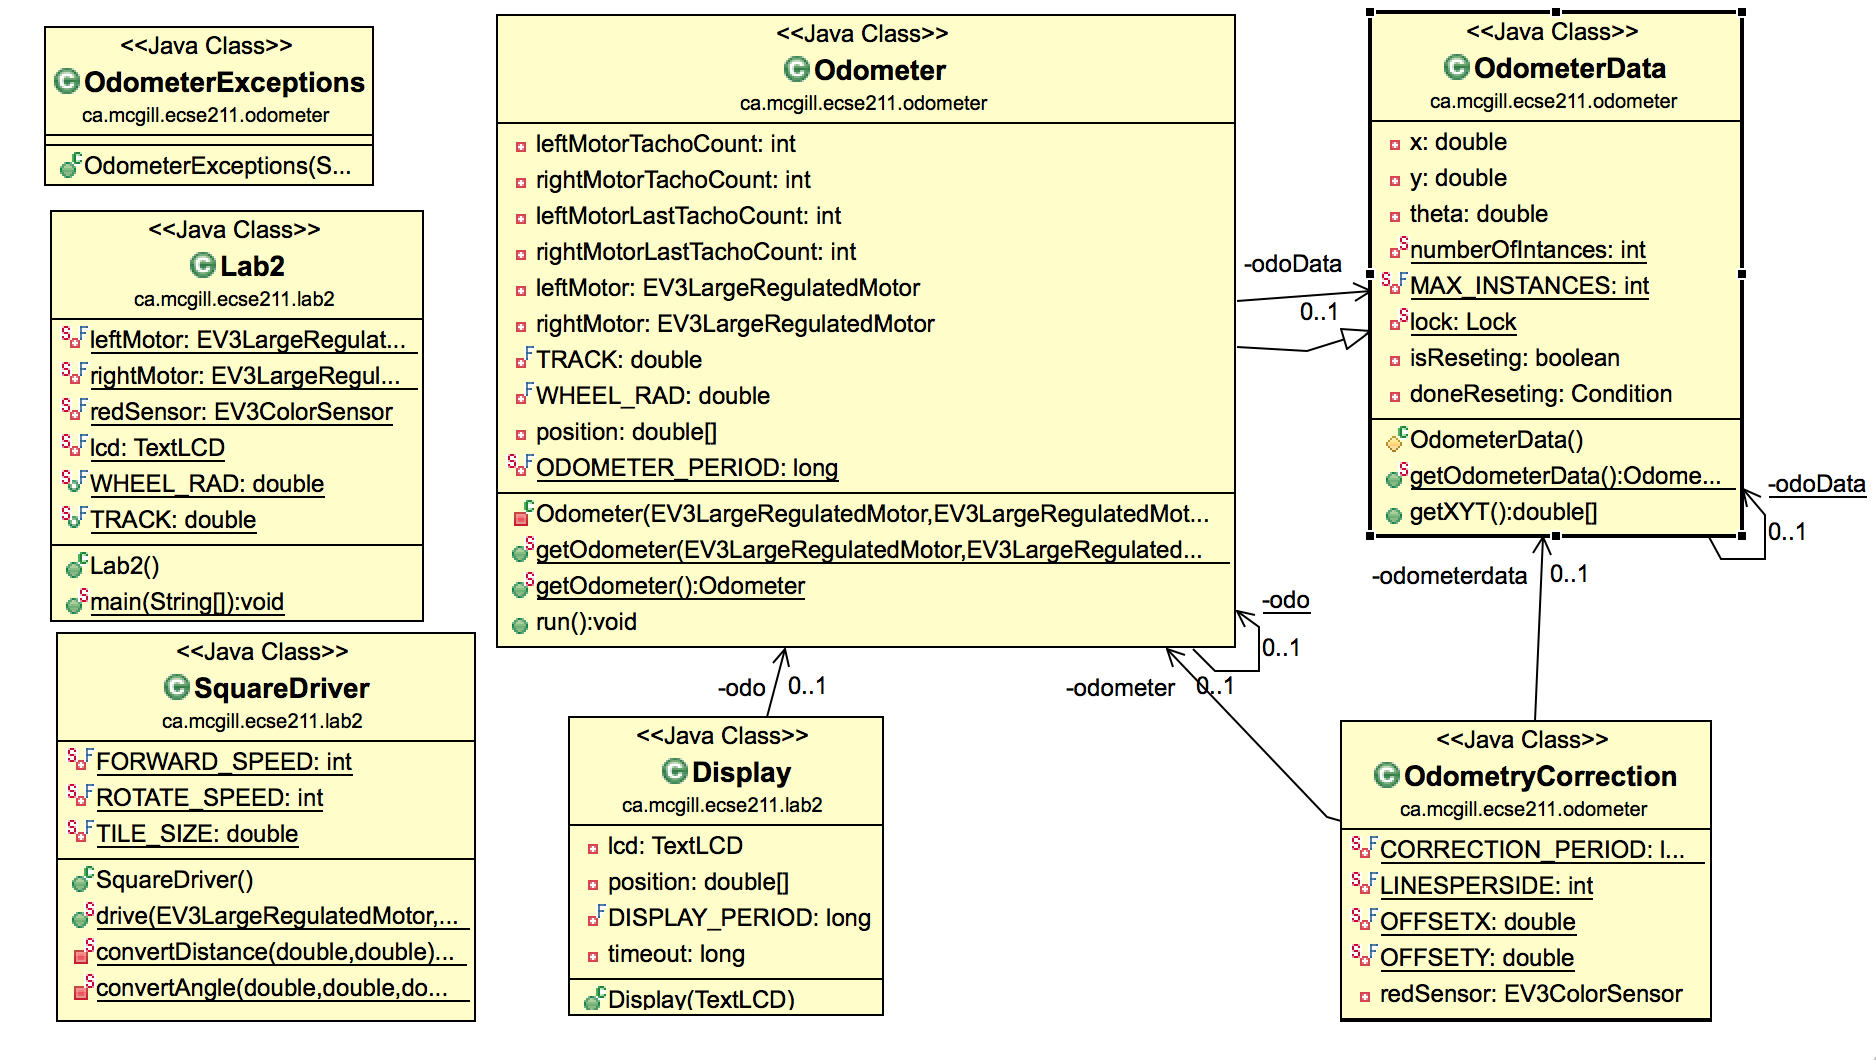 <<Java Class>>
OdometerExceptions
ca.mcgill.ecse211.odometer
OdometerExceptions(S...
<<Java Class>>
Lab2
ca.mcgill.ecse211.lab2
leftMotor: EV3LargeRegulat...
rightMotor: EV3LargeRegul...
redSensor: EV3ColorSensor
lcd: TextLCD
WHEEL_RAD: double
TRACK: double
Lab2()
main(String[]):void
<<Java Class>>
SquareDriver
ca.mcgill.ecse211.lab2
FORWARD_SPEED: int
ROTATE_SPEED: int
TILE_SIZE: double
SquareDriver()
drive(EV3LargeRegulatedMotor,...
convertDistance(double,double)...
convertAngle(double,double,do...
<<Java Class>>
Odometer
ca.mcgill.ecse211.odometer
leftMotorTachoCount: int
rightMotorTachoCount: int
leftMotorLastTachoCount: int
rightMotorLastTachoCount: int
leftMotor: EV3LargeRegulatedMotor
rightMotor: EV3LargeRegulatedMotor
TRACK: double
WHEEL_RAD: double
position: double[]
ODOMETER_PERIOD: long
Odometer(EV3LargeRegulatedMotor,EV3LargeRegulatedMot...
getOdometer(EV3LargeRegulatedMotor,EV3LargeRegulated...
getOdometer():Odometer
run():void
-odoData
0..1
-odo
0..1
-odo
0..1
-odometer
0..1
<<Java Class>>
Display
ca.mcgill.ecse211.lab2
lcd: TextLCD
position: double[]
DISPLAY_PERIOD: long
timeout: long
Display(TextLCD)
<<Java Class>>
OdometerData
ca.mcgill.ecse211.odometer
x: double
y: double
theta: double
numberOfIntances: int
MAX_INSTANCES: int
lock: Lock
isReseting: boolean
doneReseting: Condition
OdometerData()
getOdometerData():Odome...
getXYT():double[]
-odoData
0..1
-odometerdata
0..1
<<Java Class>>
OdometryCorrection
ca.mcgill.ecse211.odometer
CORRECTION_PERIOD: l...
LINESPERSIDE: int
OFFSETX: double
OFFSETY: double
redSensor: EV3ColorSensor